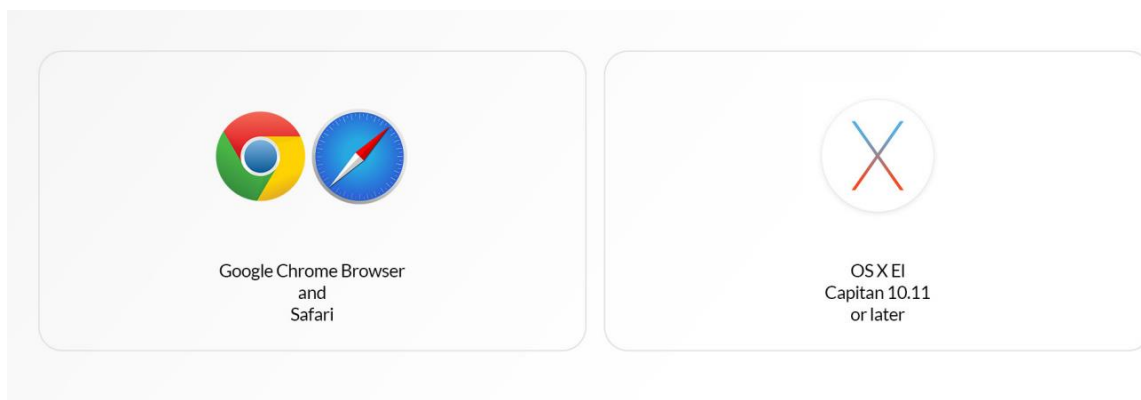 Google Chrome Browser
and
Safari
OS X El
Capitan 10.11
or later